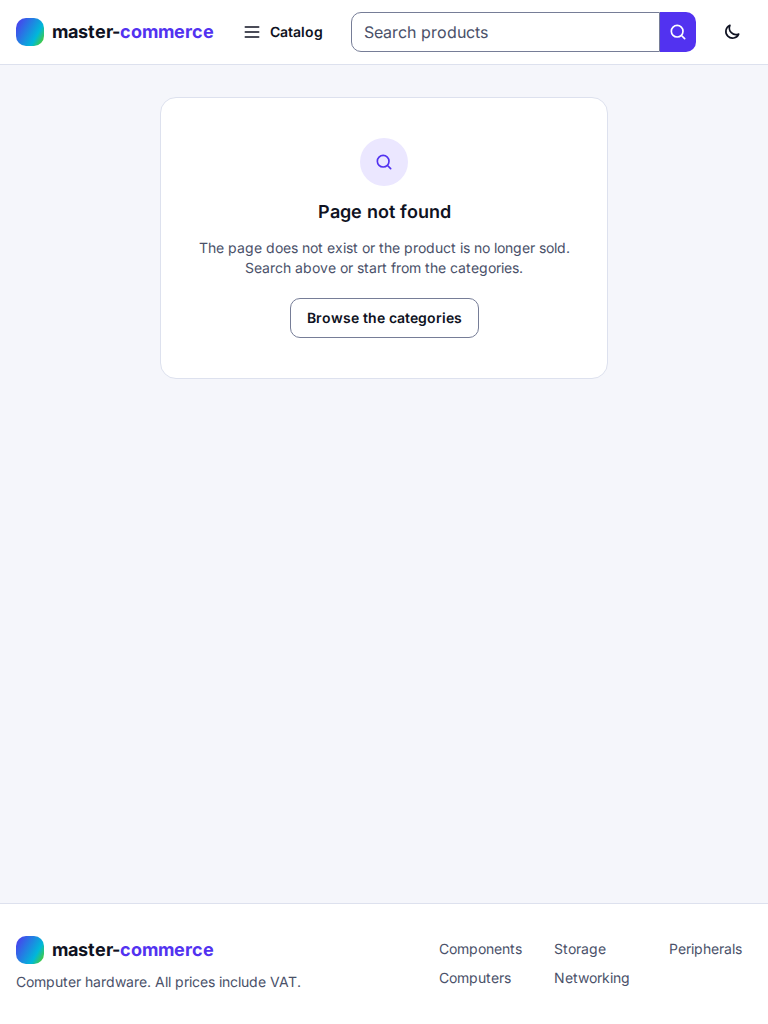 master-commerce
Catalog
Search products
Page not found
The page does not exist or the product is no longer sold.
Search above or start from the categories.
Browse the categories
master-commerce
Computer hardware. All prices include VAT.
Components Storage Peripherals
Computers Networking